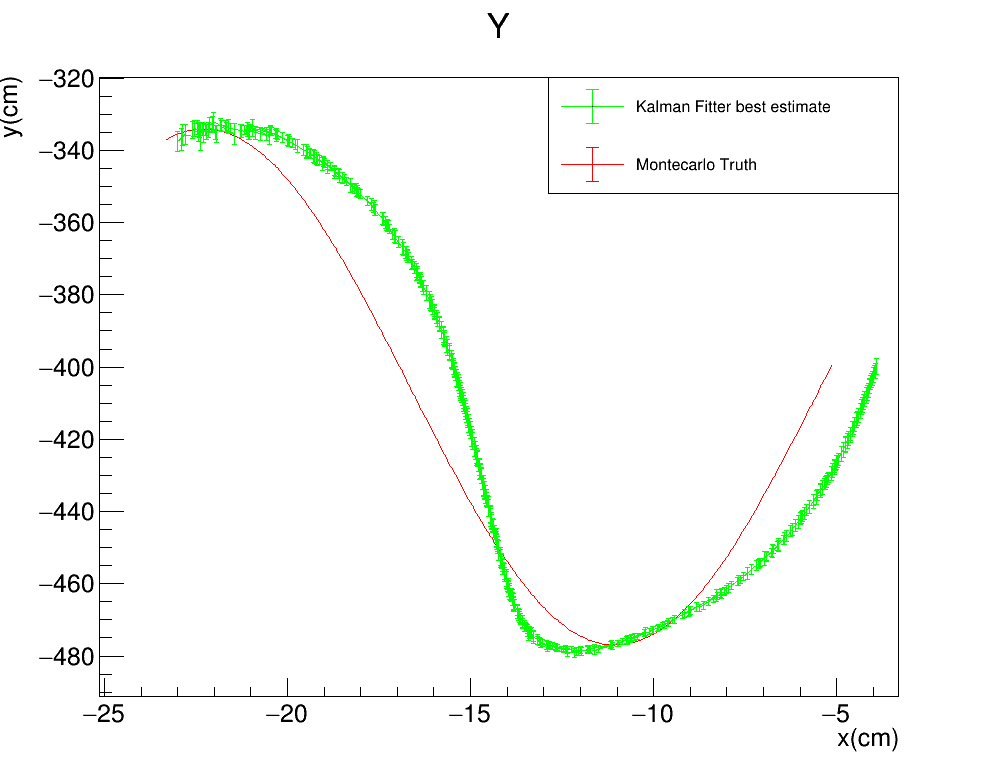 Y
y(cm)
−320
−340
−360
−380
−400
−420
−440
−460
−480
Kalman Fitter best estimate
Montecarlo Truth
−25 −20 −15 −10 −5
x(cm)